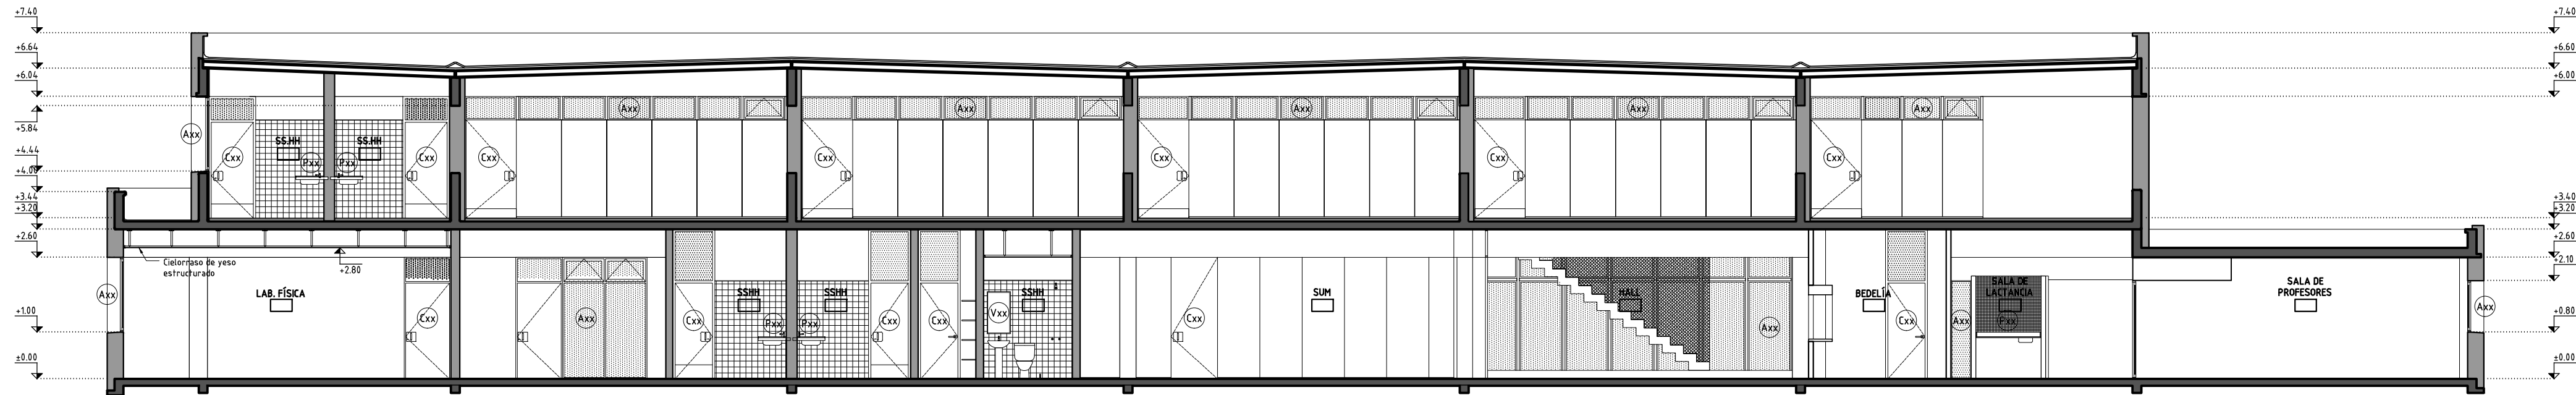 +7.40
+7.40
+6.64
+6.60
+6.04
+6.00
Axx
Axx
Axx
Axx
Axx
+5.84
Axx
SS.HH
SS.HH
+4.44
Cxx
Pxx
Pxx
Cxx
Cxx
Cxx
Cxx
Cxx
Cxx
+4.00
+3.44
+3.40
+3.20
+3.20
+2.60
+2.60
Cielorraso de yeso
estructurado
+2.80
+2.10
Axx
LAB. FÍSICA
SSHH
SSHH
SSHH
SUM
HALL
BEDELÍA
SALA DE
LACTANCIA
SALA DE
PROFESORES
Axx
+1.00
+0.80
Cxx
Axx
Cxx
Pxx
Pxx
Cxx
Cxx
Vxx
Cxx
Axx
Cxx
Axx
Pxx
±0.00
±0.00